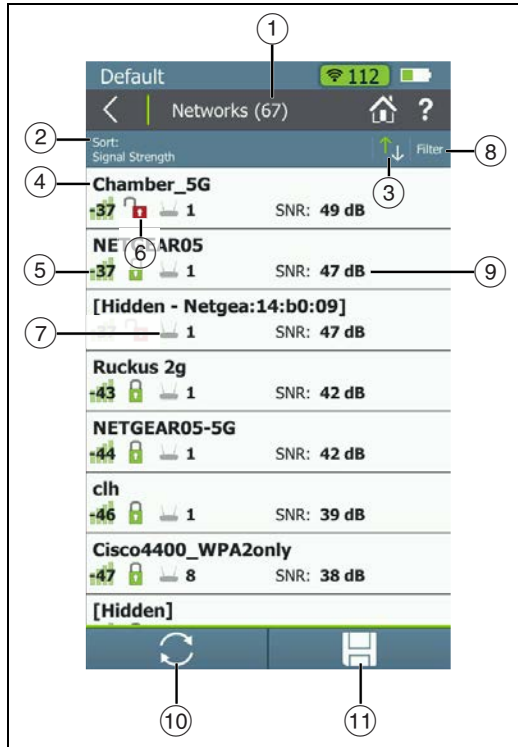 1
Default 112
Networks (67) ?
2 Sort: Filter 8
Signal Strength
3
4 Chamber_5G
-37 1 SNR: 49 dB
6
NETGEAR05
5 -37 1 SNR: 47 dB 9
[Hidden - Netgea:14:b0:09]
7 1 SNR: 47 dB
Ruckus 2g
-43 1 SNR: 42 dB
NETGEAR05-5G
-44 1 SNR: 42 dB
clh
-46 1 SNR: 39 dB
Cisco4400_WPA2only
-47 8 SNR: 38 dB
[Hidden]
10 11